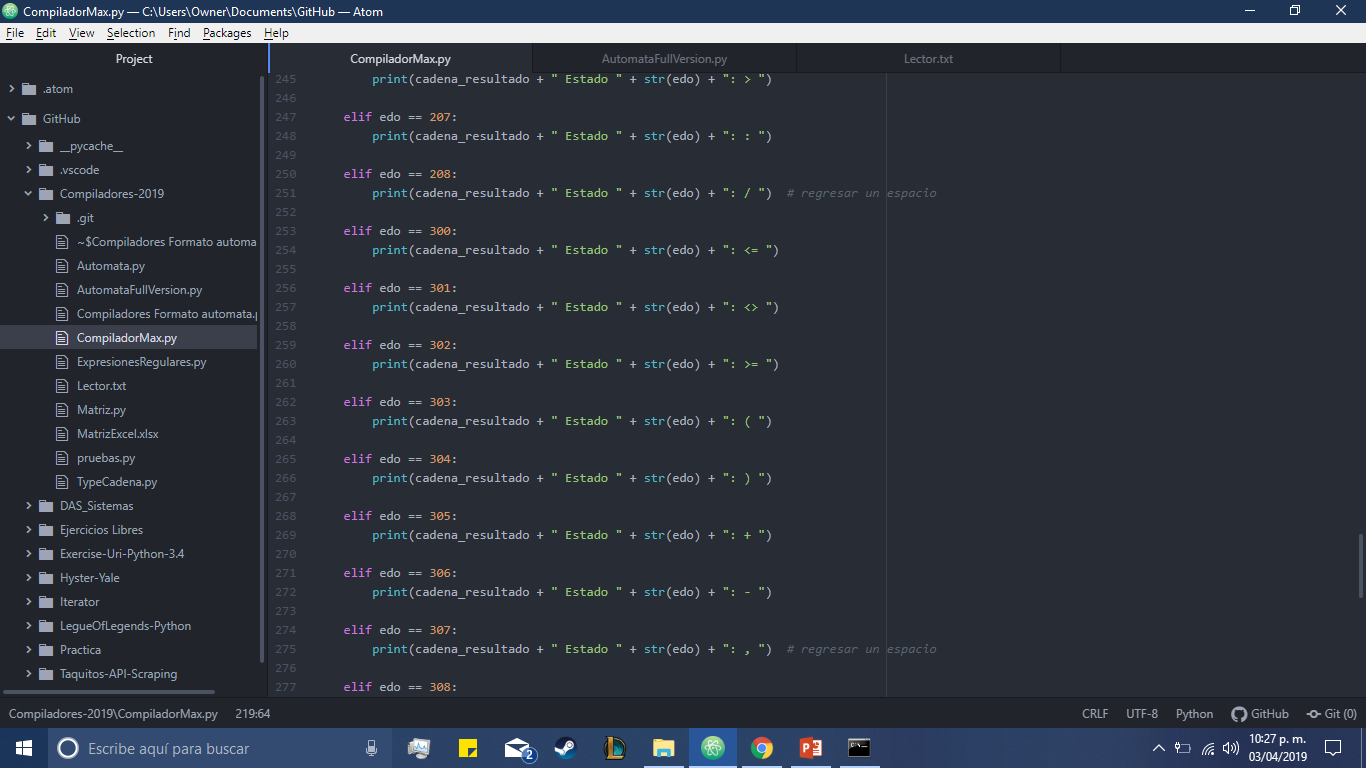 CompiladorMax.py — C:\Users\Owner\Documents\GitHub — Atom
File Edit View Selection Find Packages Help
Project
.atom
GitHub
__pycache__
.vscode
Compiladores-2019
.git
~$Compiladores Formato automa
Automata.py
AutomataFullVersion.py
Compiladores Formato automata.p
CompiladorMax.py
ExpresionesRegulares.py
Lector.txt
Matriz.py
MatrizExcel.xlsx
pruebas.py
TypeCadena.py
DAS_Sistemas
Ejercicios Libres
Exercise-Uri-Python-3.4
Hyster-Yale
Iterator
LegueOfLegends-Python
Practica
Taquitos-API-Scraping
CompiladorMax.py AutomataFullVersion.py Lector.txt
245 print(cadena_resultado + " Estado " + str(edo) + ": > ")
246
247 elif edo == 207:
248 print(cadena_resultado + " Estado " + str(edo) + ": : ")
249
250 elif edo == 208:
251 print(cadena_resultado + " Estado " + str(edo) + ": / ") # regresar un espacio
252
253 elif edo == 300:
254 print(cadena_resultado + " Estado " + str(edo) + ": <= ")
255
256 elif edo == 301:
257 print(cadena_resultado + " Estado " + str(edo) + ": <> ")
258
259 elif edo == 302:
260 print(cadena_resultado + " Estado " + str(edo) + ": >= ")
261
262 elif edo == 303:
263 print(cadena_resultado + " Estado " + str(edo) + ": ( ")
264
265 elif edo == 304:
266 print(cadena_resultado + " Estado " + str(edo) + ": ) ")
267
268 elif edo == 305:
269 print(cadena_resultado + " Estado " + str(edo) + ": + ")
270
271 elif edo == 306:
272 print(cadena_resultado + " Estado " + str(edo) + ": - ")
273
274 elif edo == 307:
275 print(cadena_resultado + " Estado " + str(edo) + ": , ") # regresar un espacio
276
277 elif edo == 308:
Compiladores-2019\CompiladorMax.py 219:64 CRLF UTF-8 Python GitHub Git (0)
Escribe aquí para buscar
2
10:27 p. m.
03/04/2019